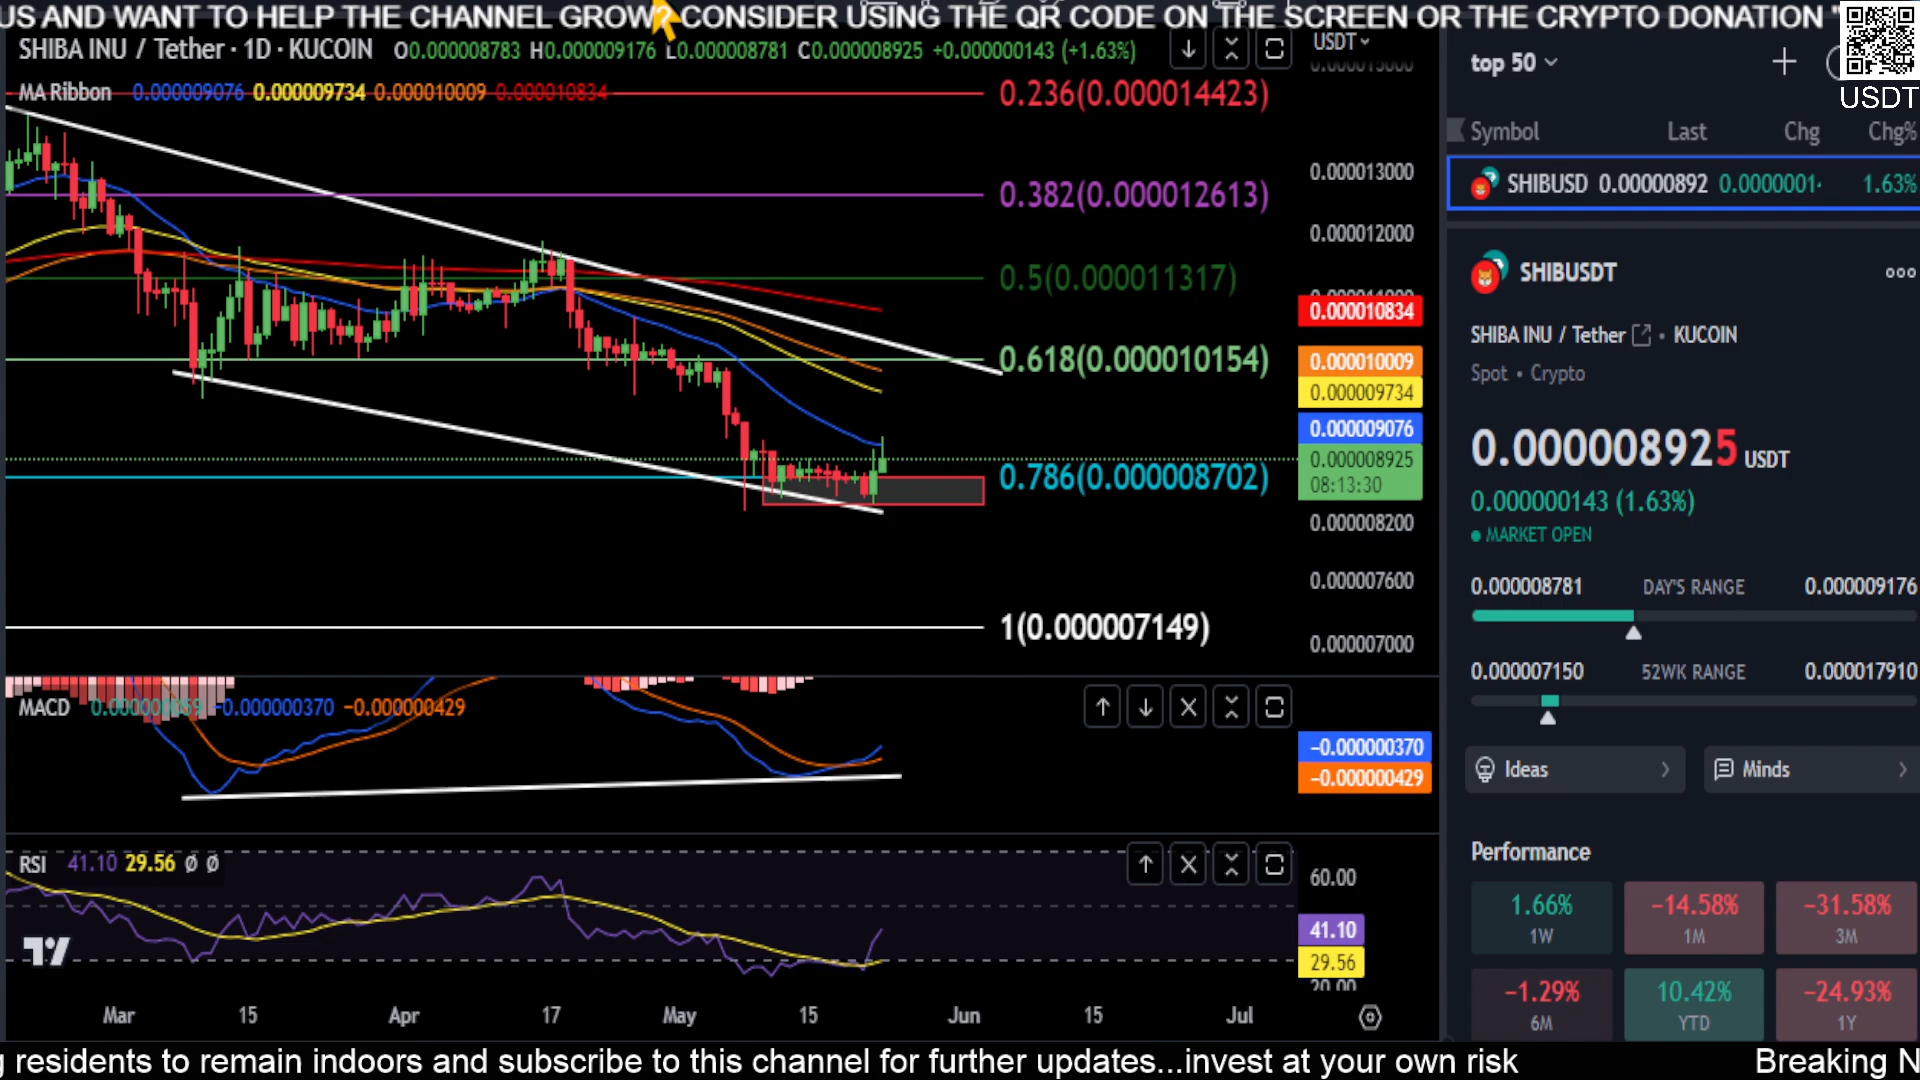 US AND WANT TO HELP THE CHANNEL GROW? CONSIDER USING THE QR CODE ON THE SCREEN OR THE CRYPTO DONATION "
SHIBA INU / Tether · 1D · KUCOIN O0.000008783 H0.000009176 L0.000008781 C0.000008925 +0.000000143 (+1.63%)
USDT
MA Ribbon 0.000009076 0.000009734 0.000010009 0.000010834
0.236(0.000014423)
0.382(0.000012613)
0.5(0.000011317)
0.618(0.000010154)
0.786(0.000008702)
1(0.000007149)
0.000015000
0.000013000
0.000012000
0.000011000
0.000010834
0.000010009
0.000009734
0.000009076
0.000008925
08:13:30
0.000008200
0.000007600
0.000007000
MACD −0.000000370 −0.000000429
−0.000000370
−0.000000429
RSI 41.10 29.56 Ø Ø
60.00
41.10
29.56
20.00
Mar 15 Apr 17 May 15 Jun 15 Jul
top 50
USDT
Symbol Last Chg Chg%
SHIBUSD 0.00000892 0.0000001 1.63%
SHIBUSDT
SHIBA INU / Tether • KUCOIN
Spot • Crypto
0.000008925 USDT
0.000000143 (1.63%)
MARKET OPEN
0.000008781 DAY'S RANGE 0.000009176
0.000007150 52WK RANGE 0.000017910
Ideas Minds
Performance
1.66% −14.58% −31.58%
1W 1M 3M
−1.29% 10.42% −24.93%
6M YTD 1Y
g residents to remain indoors and subscribe to this channel for further updates...invest at your own risk Breaking N